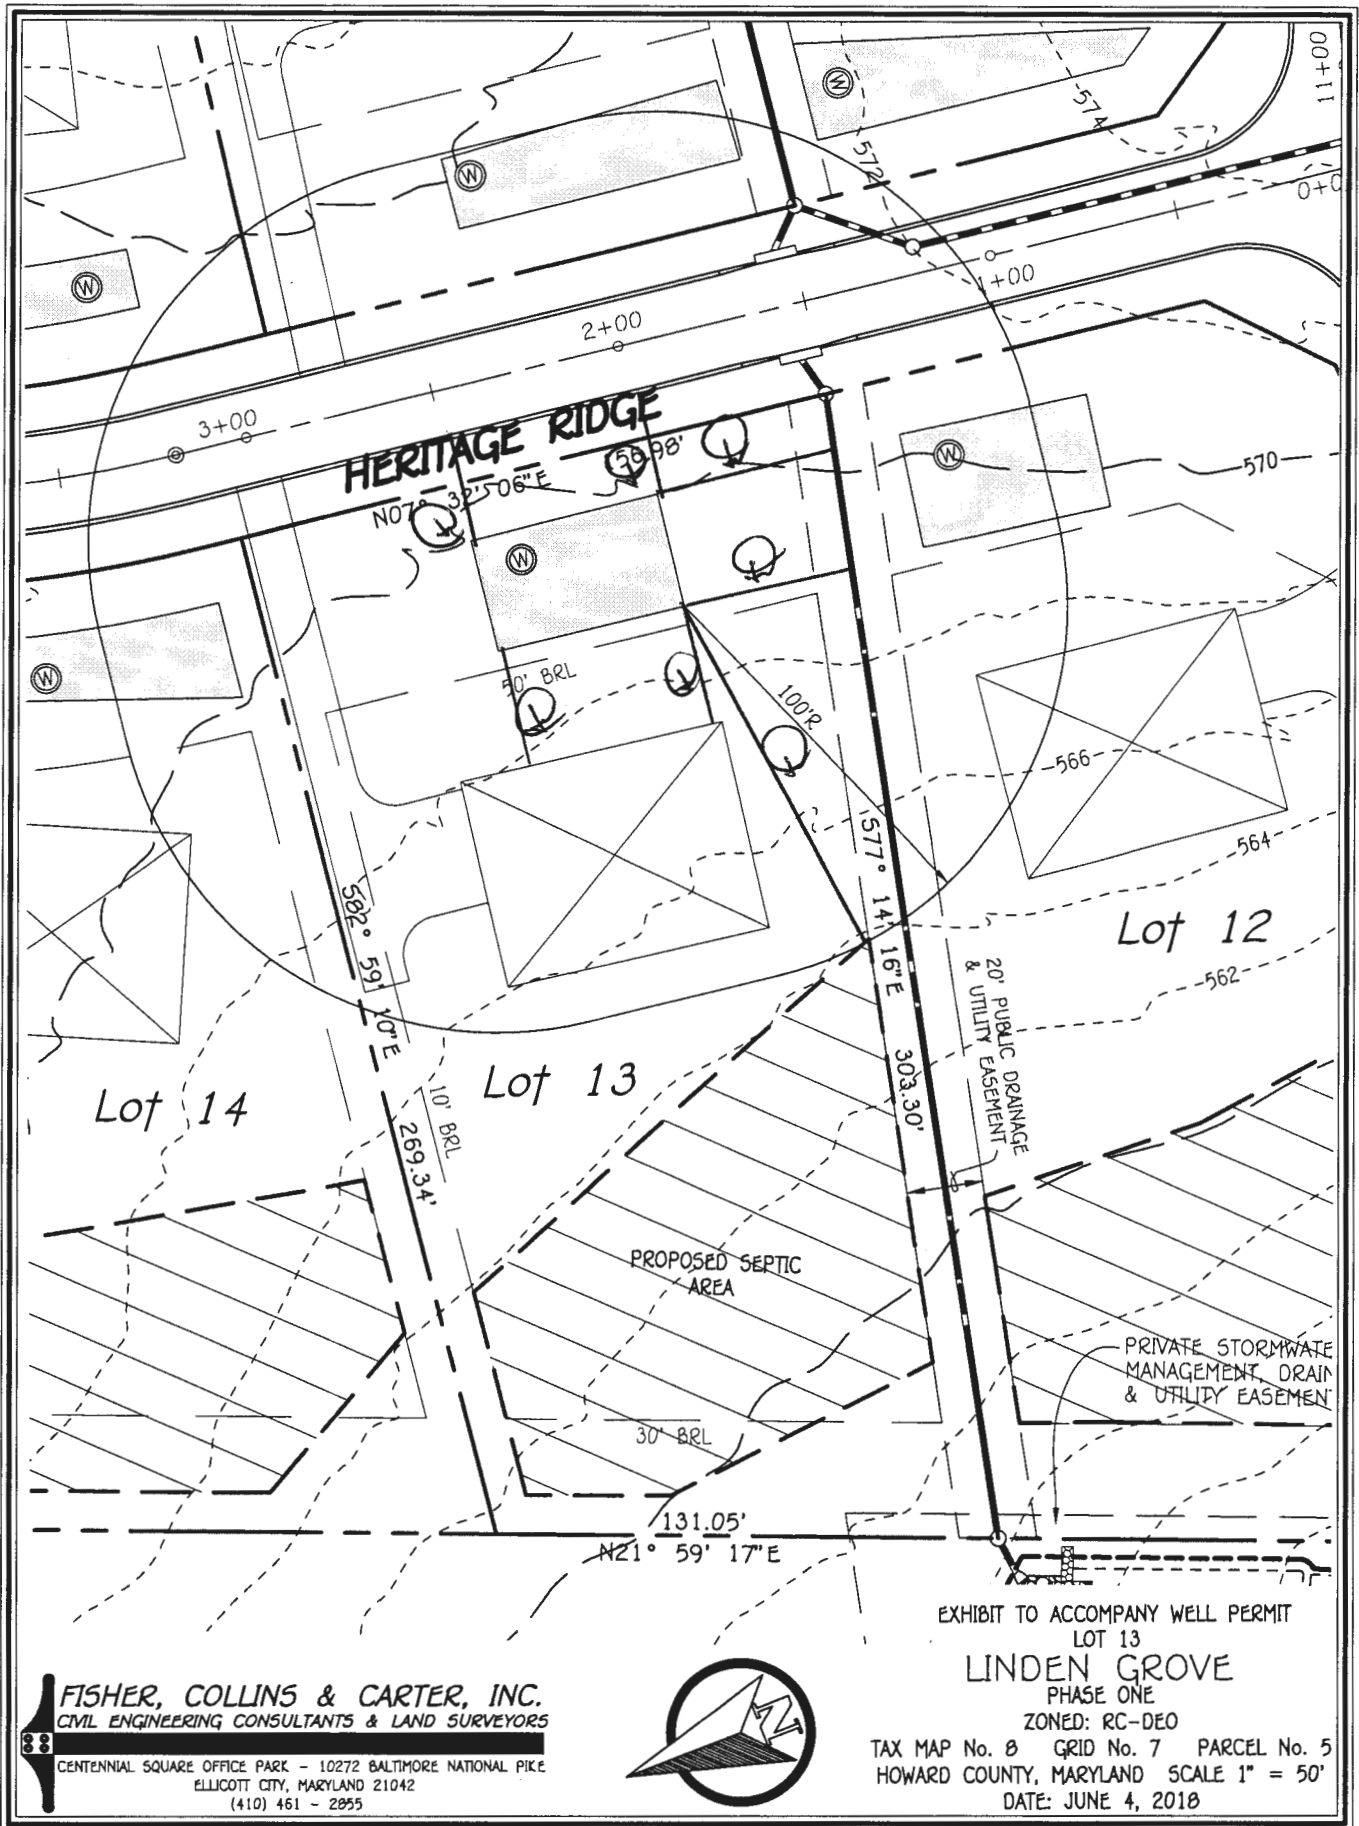 11+00
574
W
572
W
0+0
W
1+00
2+00
3+00
HERITAGE RIDGE
56.98'
N07° 32' 06"E
W
570
W
W
50' BRL
100'R
566
564
S77° 14' 16"E 303.30'
S82° 59' 10"E 269.34'
Lot 12
562
20' PUBLIC DRAINAGE
& UTILITY EASEMENT
Lot 13
Lot 14
10' BRL
PROPOSED SEPTIC
AREA
PRIVATE STORMWATE
MANAGEMENT, DRAIN
& UTILITY EASEMEN
30' BRL
131.05'
N21° 59' 17"E
EXHIBIT TO ACCOMPANY WELL PERMIT
LOT 13
LINDEN GROVE
PHASE ONE
ZONED: RC-DEO
TAX MAP No. 8 GRID No. 7 PARCEL No. 5
HOWARD COUNTY, MARYLAND SCALE 1" = 50'
DATE: JUNE 4, 2018
N
FISHER, COLLINS & CARTER, INC.
CIVIL ENGINEERING CONSULTANTS & LAND SURVEYORS
CENTENNIAL SQUARE OFFICE PARK - 10272 BALTIMORE NATIONAL PIKE
ELLICOTT CITY, MARYLAND 21042
(410) 461 - 2855